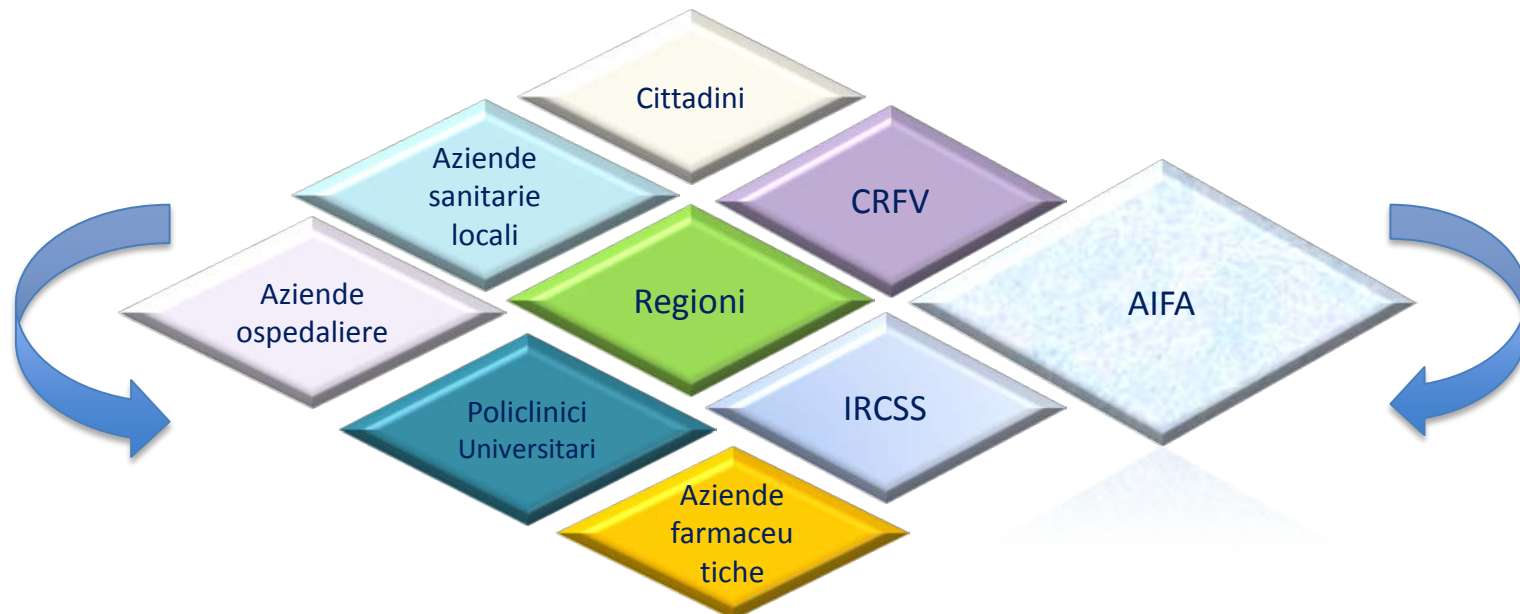 Cittadini
Aziende
sanitarie
locali
CRFV
Aziende
ospedaliere
Regioni
AIFA
Policlinici
Universitari
IRCSS
Aziende
farmaceu
tiche